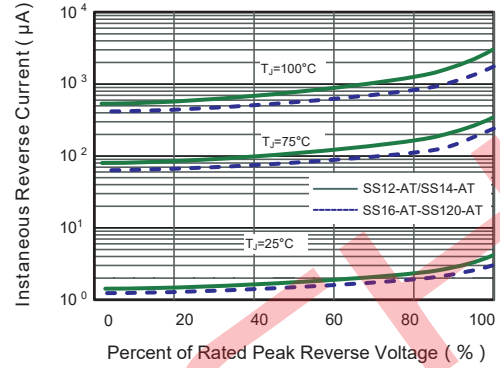 Instaneous Reverse Current ( μA)
10⁴
10³
10²
10¹
10⁰
TJ=100°C
TJ=75°C
SS12-AT/SS14-AT
SS16-AT-SS120-AT
TJ=25°C
0 20 40 60 80 100
Percent of Rated Peak Reverse Voltage ( % )